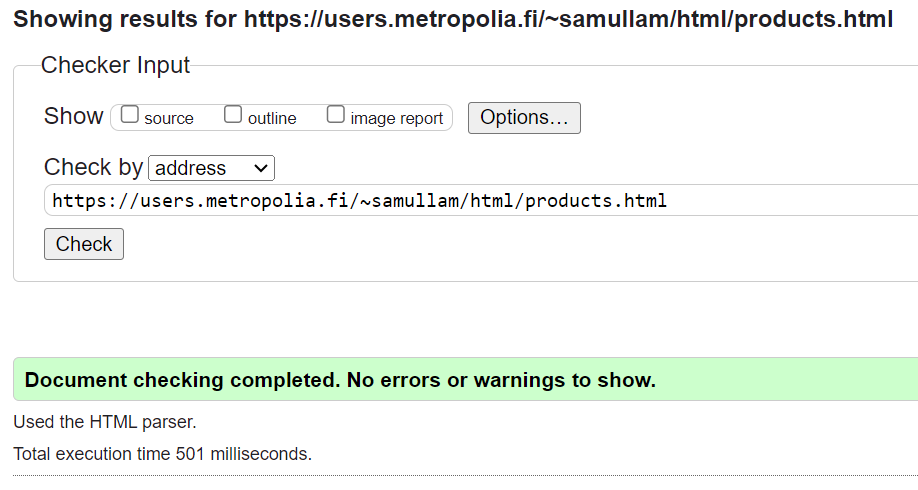 Showing results for https://users.metropolia.fi/~samullam/html/products.html
Checker Input
Show source outline image report Options...
Check by address
https://users.metropolia.fi/~samullam/html/products.html
Check
Document checking completed. No errors or warnings to show.
Used the HTML parser.
Total execution time 501 milliseconds.